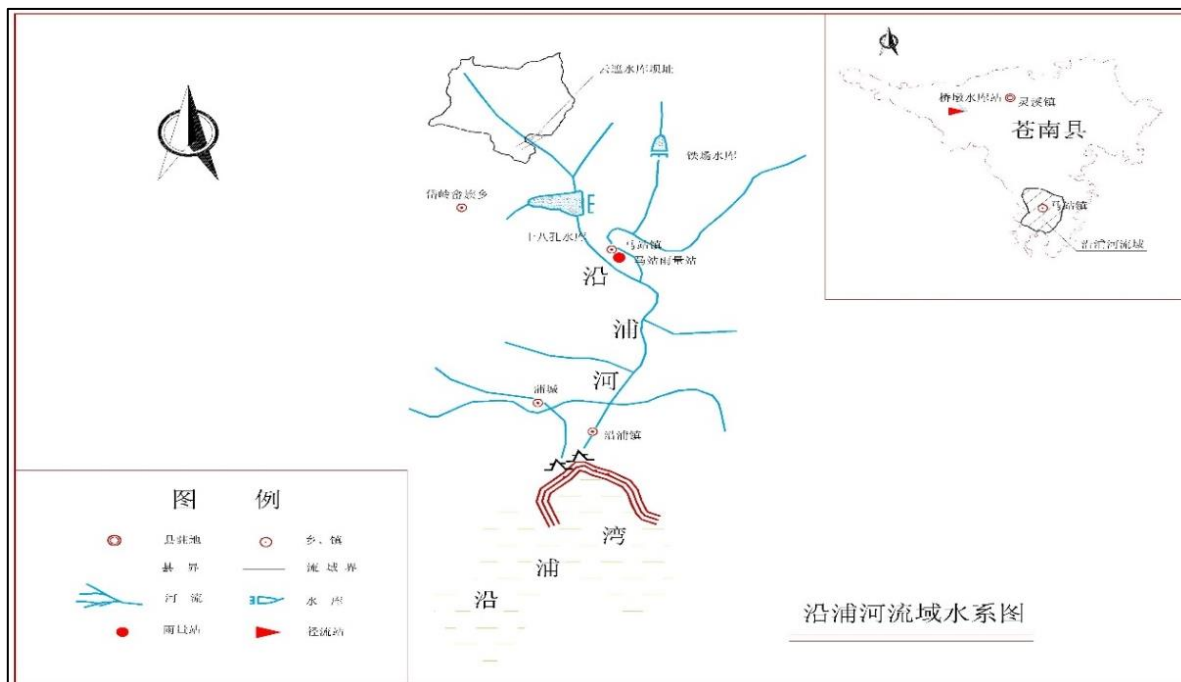 云遮水库坝址
铁场水库
岱岭畲族乡
十八孔水库
马站镇
马站雨量站
沿
浦
河
蒲城
沿浦镇
湾
浦
沿
桥墩水库站
灵溪镇
苍南县
马站镇
沿浦河流域
图 例
县驻地
乡、镇
县 界
流 域 界
河 流
水 库
雨量站
径流站
沿浦河流域水系图